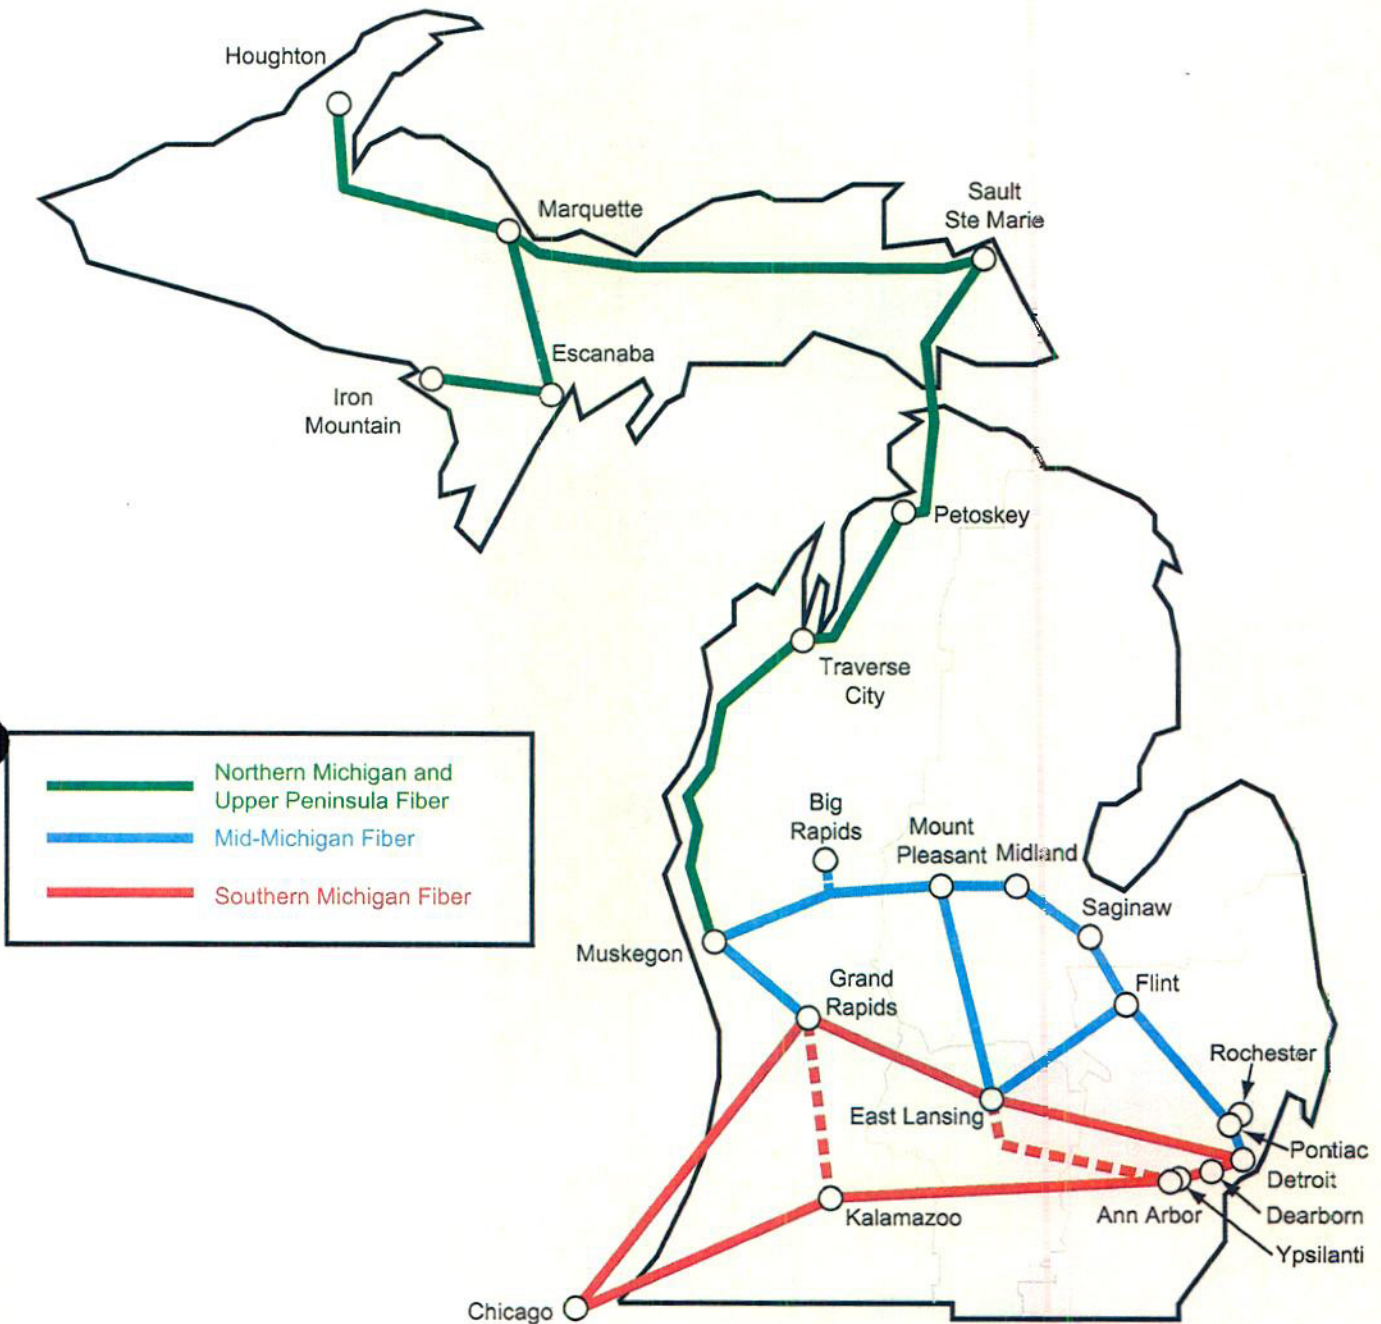 Houghton
Marquette
Sault
Ste Marie
Escanaba
Iron
Mountain
Petoskey
Traverse
City
Northern Michigan and
Upper Peninsula Fiber
Mid-Michigan Fiber
Southern Michigan Fiber
Big
Rapids
Mount
Pleasant
Midland
Saginaw
Muskegon
Grand
Rapids
Flint
Rochester
East Lansing
Pontiac
Detroit
Kalamazoo
Ann Arbor
Dearborn
Ypsilanti
Chicago